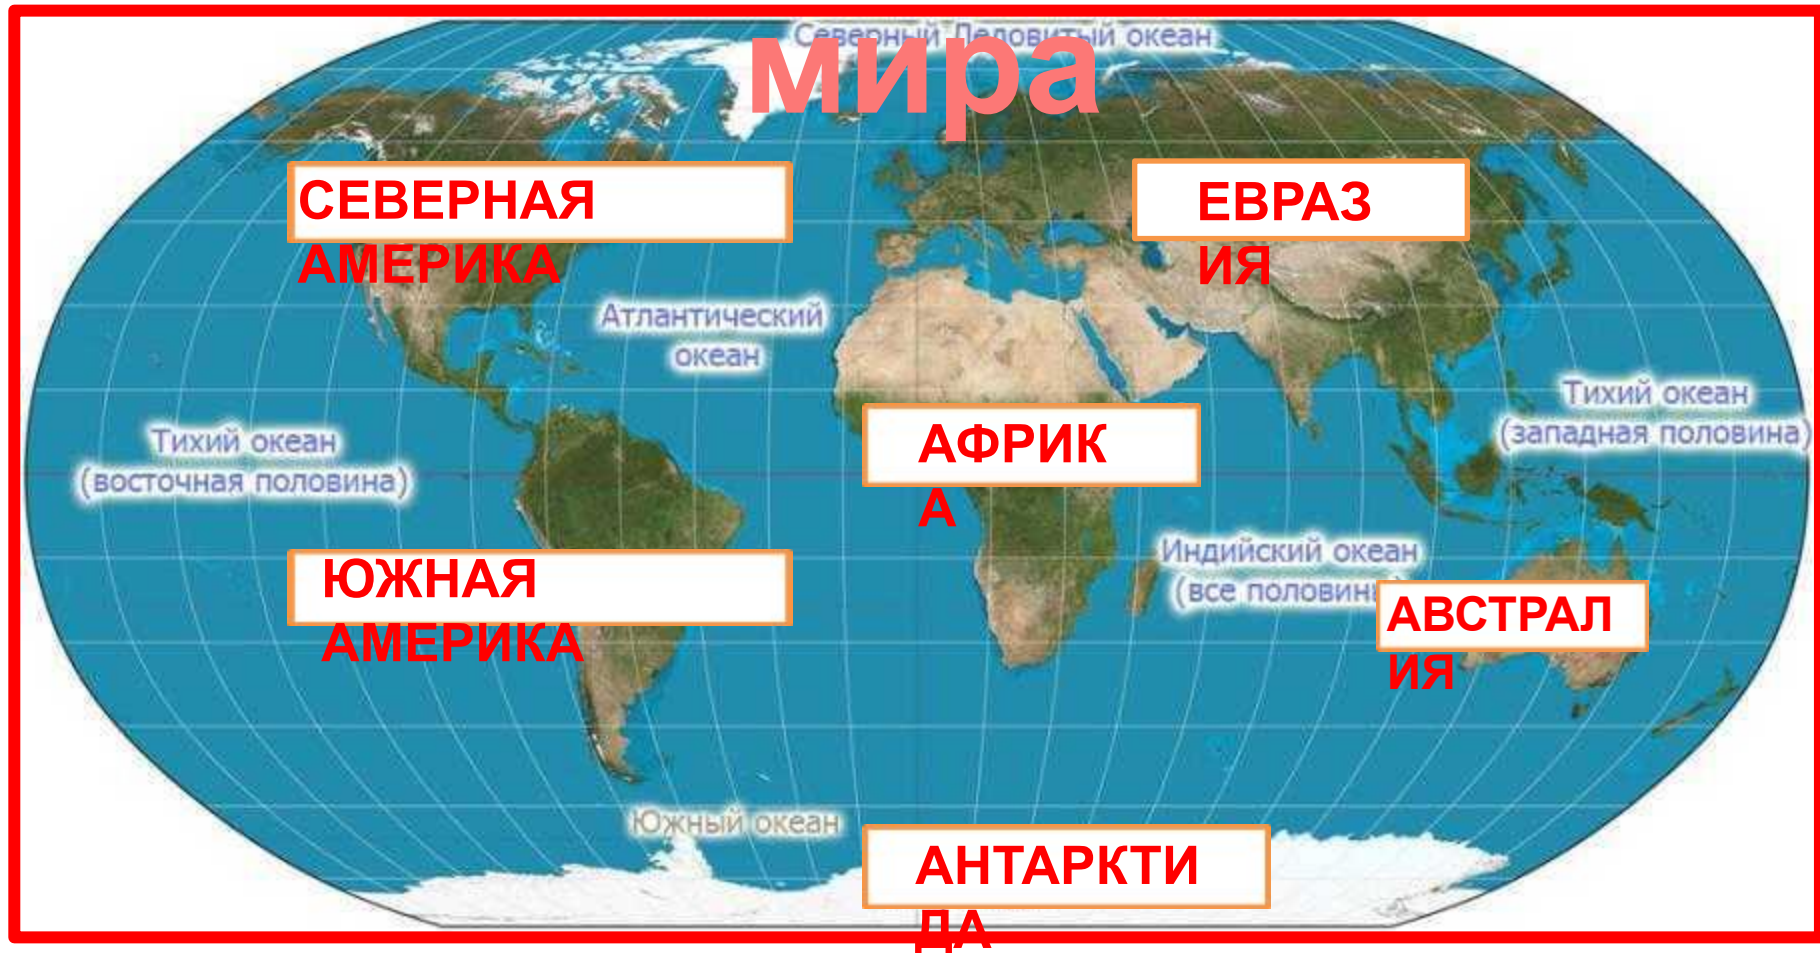 Северный Ледовитый океан
мира
СЕВЕРНАЯ
АМЕРИКА
ЕВРАЗ
ИЯ
Атлантический
океан
Тихий океан
(западная половина)
Тихий океан
(восточная половина)
АФРИК
А
Индийский океан
(все половин
ЮЖНАЯ
АМЕРИКА
АВСТРАЛ
ИЯ
Южный океан
АНТАРКТИ
ДА